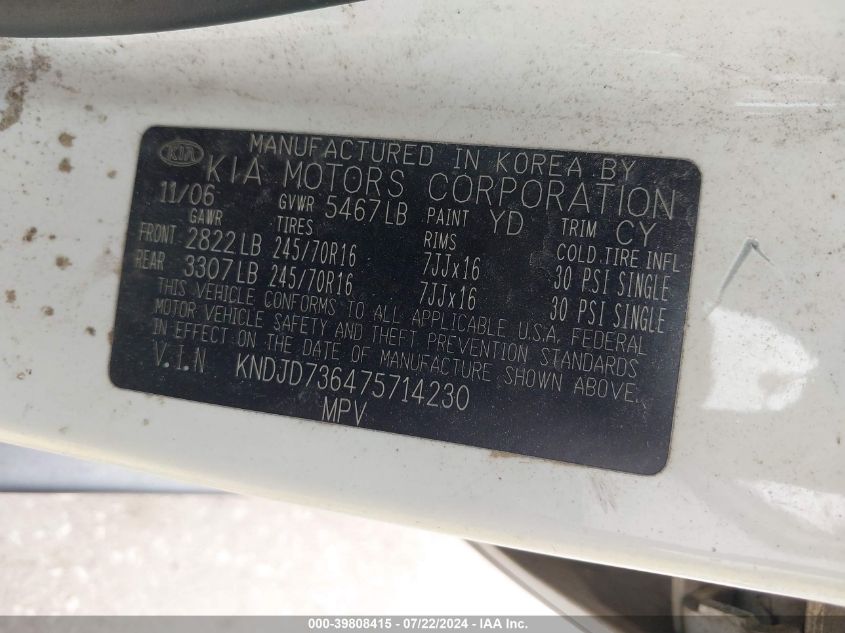 KIA MANUFACTURED IN KOREA BY
KIA MOTORS CORPORATION
11/06 GVWR 5467LB PAINT YD TRIM CY
GAWR TIRES RIMS COLD TIRE INFL
FRONT 2822LB 245/70R16 7JJx16 30 PSI SINGLE
REAR 3307LB 245/70R16 7JJx16 30 PSI SINGLE
THIS VEHICLE CONFORMS TO ALL APPLICABLE U.S.A. FEDERAL
MOTOR VEHICLE SAFETY AND THEFT PREVENTION STANDARDS
IN EFFECT ON THE DATE OF MANUFACTURE SHOWN ABOVE.
V.I.N KNDJD736475714230
MPV
000-39808415 - 07/22/2024 - IAA Inc.